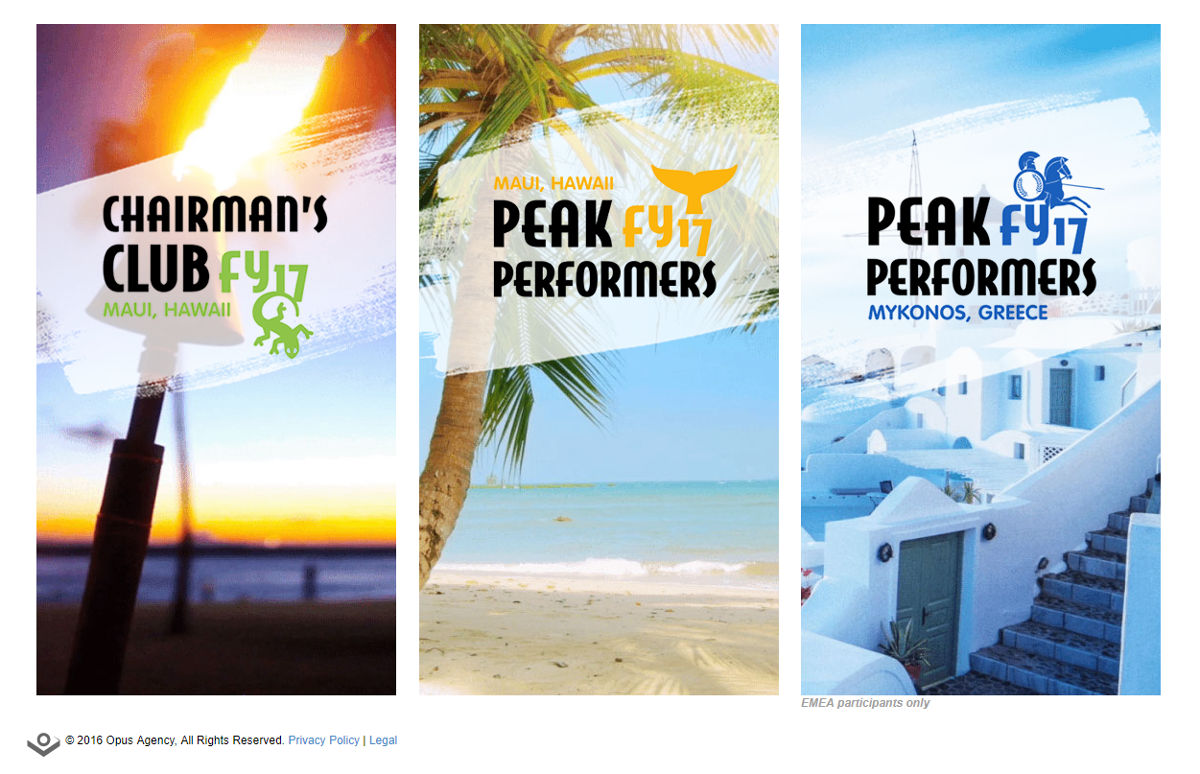 CHAIRMAN'S
CLUB FY17
MAUI, HAWAII
MAUI, HAWAII
PEAK FY17
PERFORMERS
PEAK FY17
PERFORMERS
MYKONOS, GREECE
EMEA participants only
© 2016 Opus Agency, All Rights Reserved. Privacy Policy | Legal